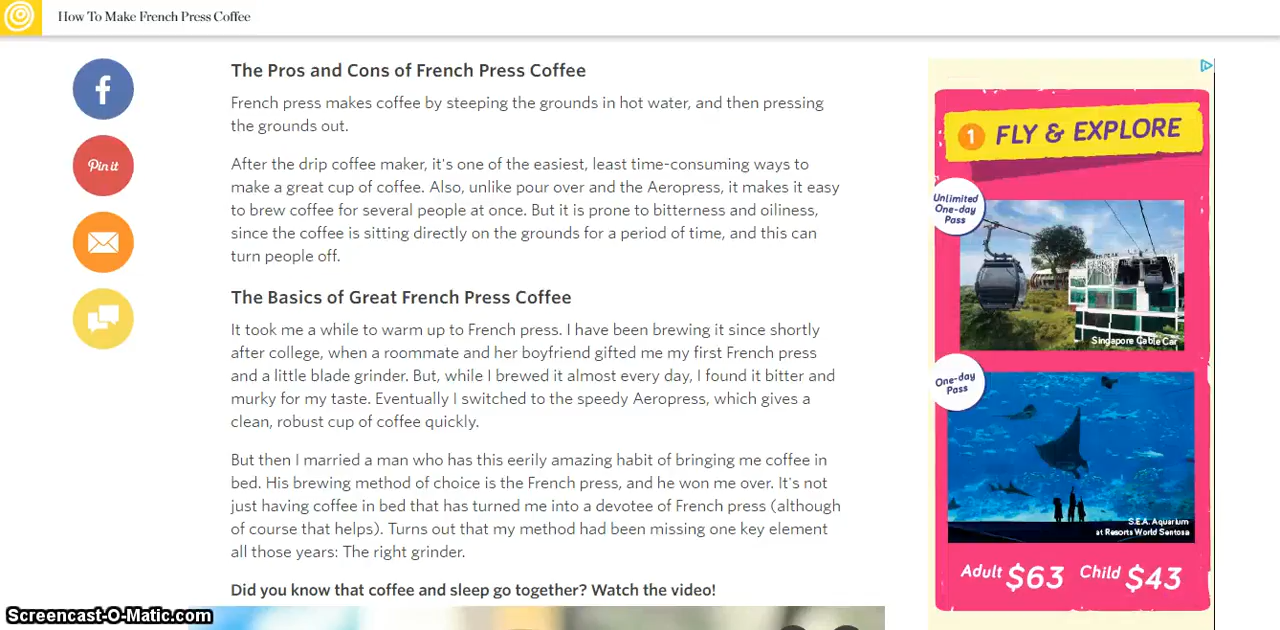 How To Make French Press Coffee
The Pros and Cons of French Press Coffee
French press makes coffee by steeping the grounds in hot water, and then pressing
the grounds out.
After the drip coffee maker, it's one of the easiest, least time-consuming ways to
make a great cup of coffee. Also, unlike pour over and the Aeropress, it makes it easy
to brew coffee for several people at once. But it is prone to bitterness and oiliness,
since the coffee is sitting directly on the grounds for a period of time, and this can
turn people off.
The Basics of Great French Press Coffee
It took me a while to warm up to French press. I have been brewing it since shortly
after college, when a roommate and her boyfriend gifted me my first French press
and a little blade grinder. But, while I brewed it almost every day, I found it bitter and
murky for my taste. Eventually I switched to the speedy Aeropress, which gives a
clean, robust cup of coffee quickly.
But then I married a man who has this eerily amazing habit of bringing me coffee in
bed. His brewing method of choice is the French press, and he won me over. It's not
just having coffee in bed that has turned me into a devotee of French press (although
of course that helps). Turns out that my method had been missing one key element
all those years: The right grinder.
Did you know that coffee and sleep go together? Watch the video!
f
Pin it
1 FLY & EXPLORE
Unlimited
One-day
Pass
Singapore Cable Car
One-day
Pass
S.E.A. Aquarium
at Resorts World Sentosa
Adult $63 Child $43
Screencast-O-Matic.com